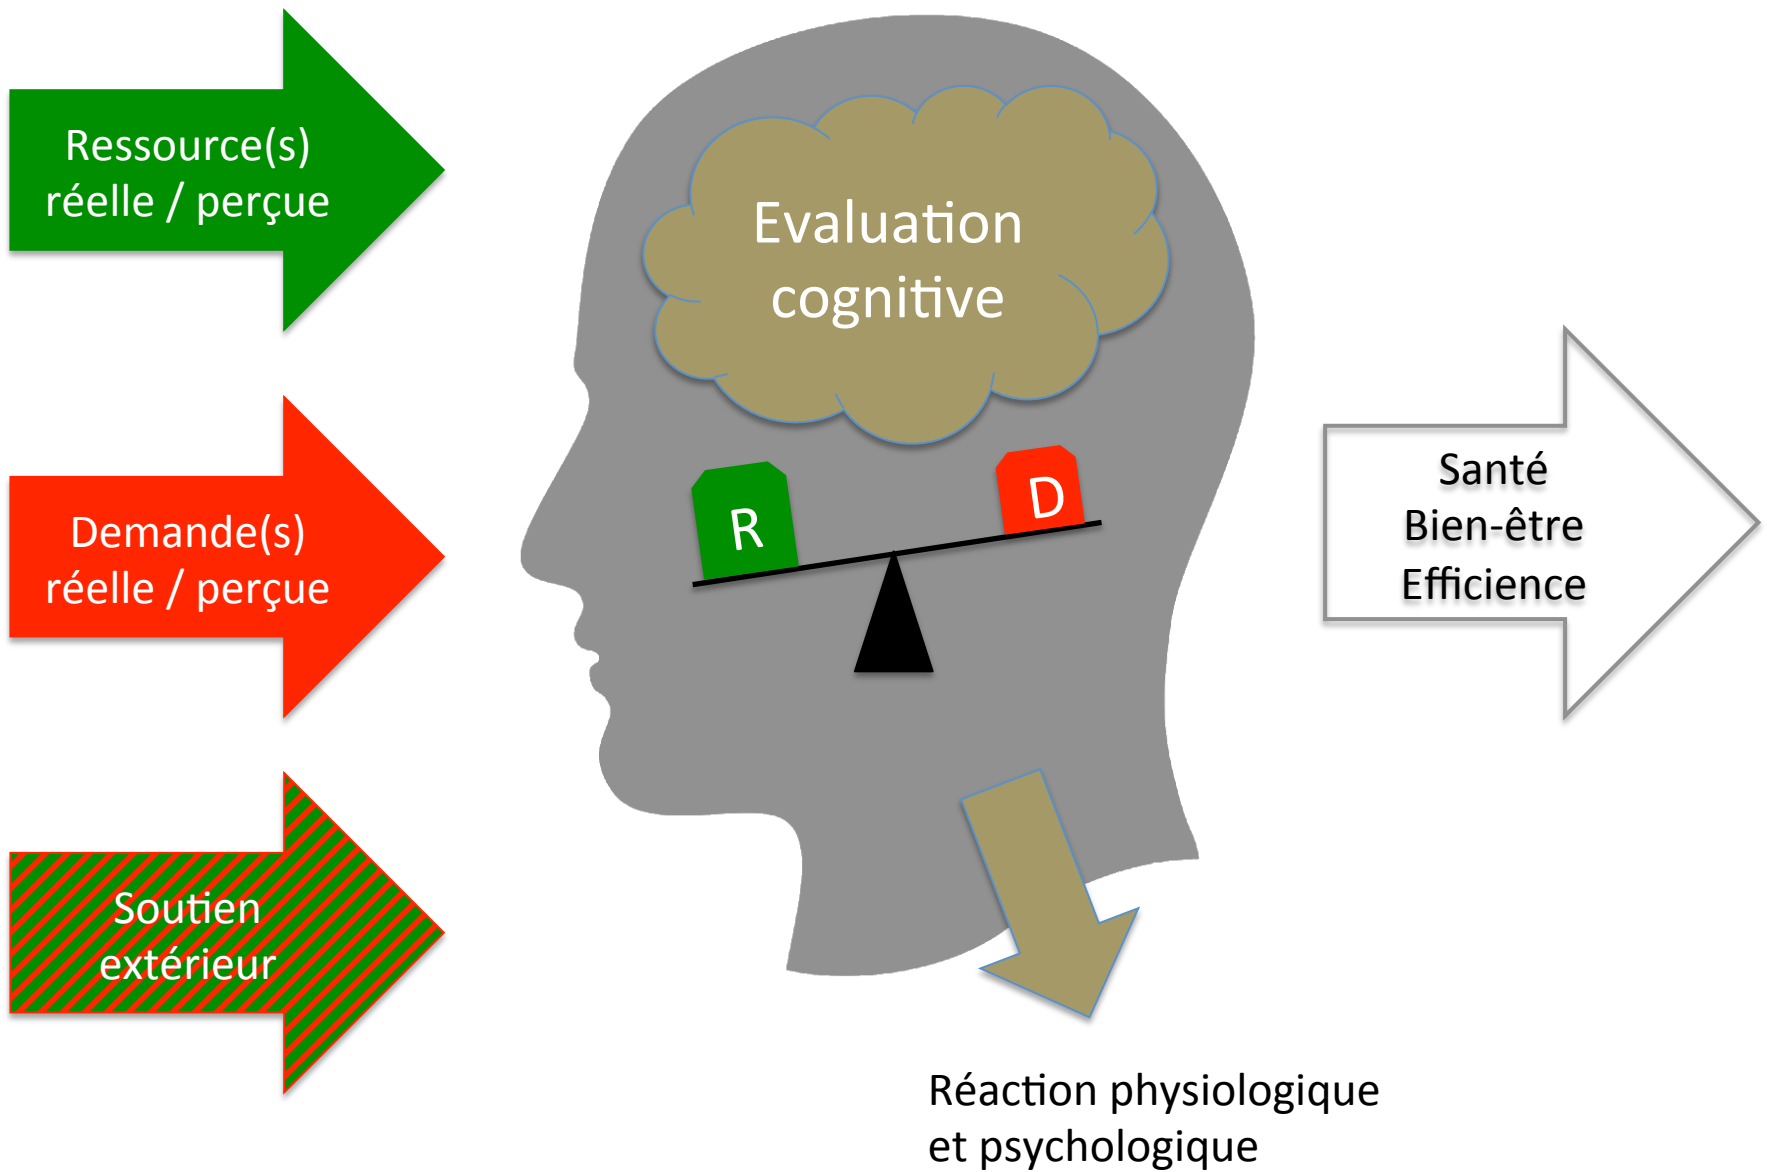 Ressource(s)
réelle / perçue
Demande(s)
réelle / perçue
Soutien
extérieur
Evaluation
cognitive
R
D
Santé
Bien-être
Efficience
Réaction physiologique
et psychologique